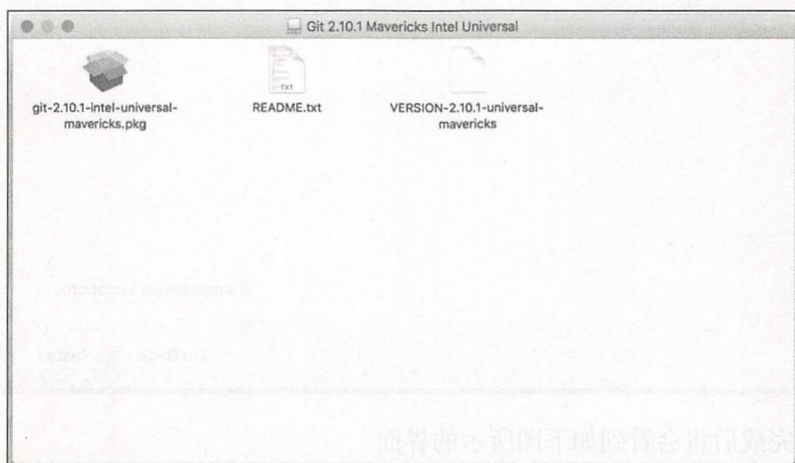 Git 2.10.1 Mavericks Intel Universal
git-2.10.1-intel-universal-
mavericks.pkg
TXT
README.txt
VERSION-2.10.1-universal-
mavericks